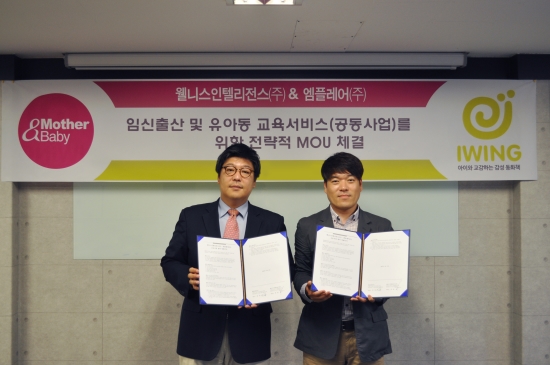 웰니스인텔리전스(주) & 엠플레어(주)
Mother
&Baby
임신출산 및 유아동 교육서비스(공동사업)를
위한 전략적 MOU 체결
IWING
아이와 교감하는 감성 동화책